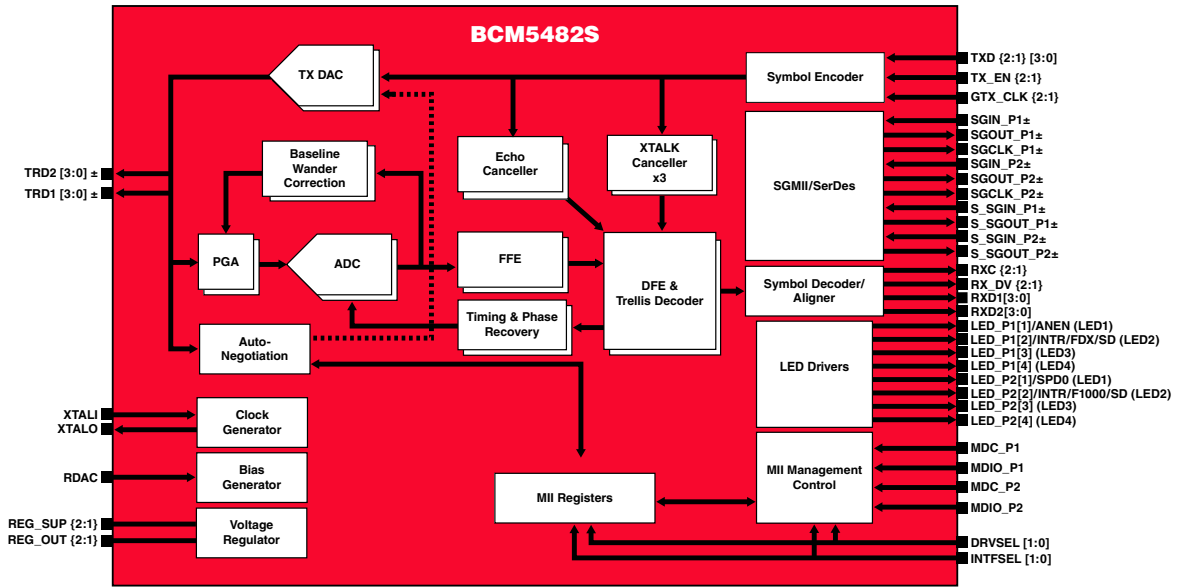 BCM5482S
TX DAC
Symbol Encoder
TXD {2:1} [3:0]
TX_EN {2:1}
GTX_CLK {2:1}
Baseline
Wander
Correction
Echo
Canceller
XTALK
Canceller
x3
SGMII/SerDes
SGIN_P1±
SGOUT_P1±
SGCLK_P1±
SGIN_P2±
SGOUT_P2±
SGCLK_P2±
S_SGIN_P1±
S_SGOUT_P1±
S_SGIN_P2±
S_SGOUT_P2±
TRD2 [3:0] ±
TRD1 [3:0] ±
PGA
ADC
FFE
DFE &
Trellis Decoder
Symbol Decoder/
Aligner
RXC {2:1}
RX_DV {2:1}
RXD1[3:0]
RXD2[3:0]
Timing & Phase
Recovery
Auto-
Negotiation
LED Drivers
LED_P1[1]/ANEN (LED1)
LED_P1[2]/INTR/FDX/SD (LED2)
LED_P1[3] (LED3)
LED_P1[4] (LED4)
LED_P2[1]/SPD0 (LED1)
LED_P2[2]/INTR/F1000/SD (LED2)
LED_P2[3] (LED3)
LED_P2[4] (LED4)
XTALI
XTALO
Clock
Generator
RDAC
Bias
Generator
MII Registers
MII Management
Control
MDC_P1
MDIO_P1
MDC_P2
MDIO_P2
REG_SUP {2:1}
REG_OUT {2:1}
Voltage
Regulator
DRVSEL [1:0]
INTFSEL [1:0]